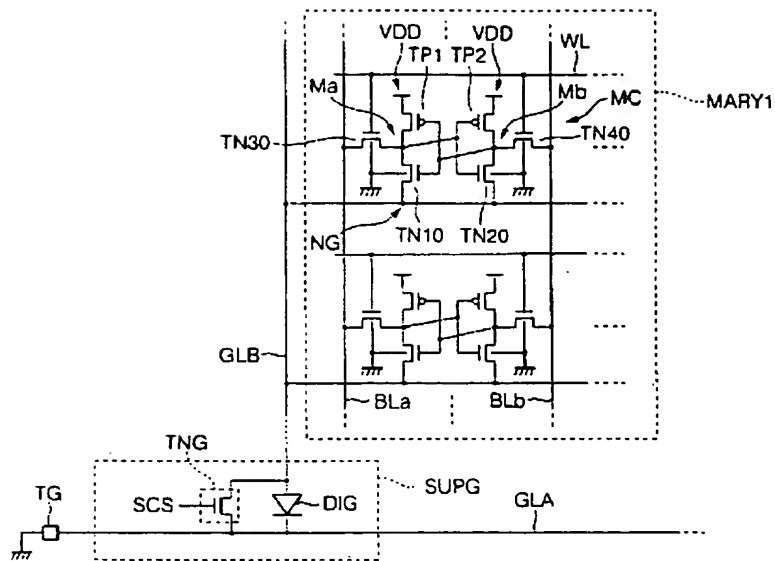 VDD
VDD
TP1
TP2
WL
Ma
Mb
MC
MARY1
TN30
TN40
NG
TN10
TN20
GLB
BLa
BLb
TNG
TG
SCS
DIG
SUPG
GLA